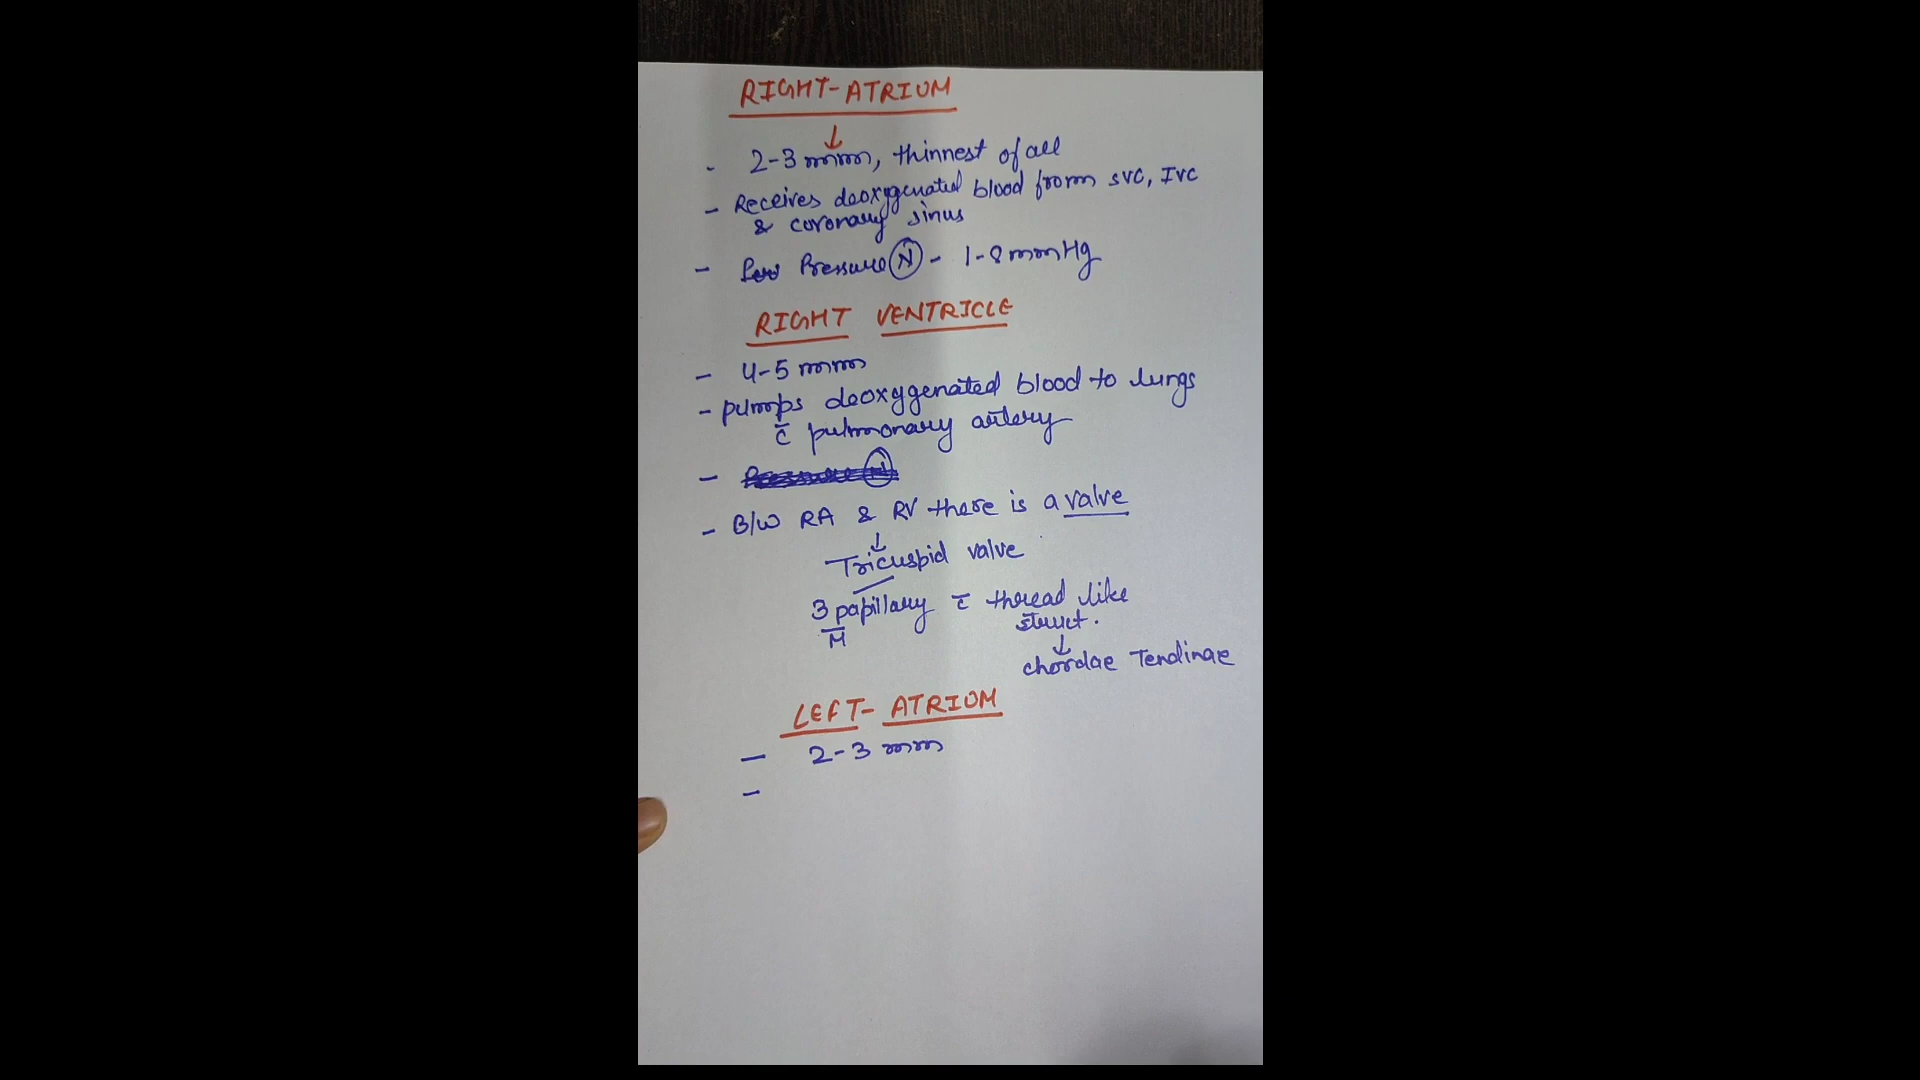 RIGHT-ATRIUM
↓
- 2-3 mm, thinnest of all
- Receives deoxygenated blood from SVC, IVC
& coronary sinus
- Pressure (N) - 1-8 mmHg
RIGHT VENTRICLE
- 4-5 mm
- pumps deoxygenated blood to lungs
c̄ pulmonary artery
-
- B/W RA & RV there is a valve
↓
Tricuspid valve
3 papillary c̄ thread like
M struct.
↓
chordae Tendinae
LEFT- ATRIUM
- 2-3 mm
-